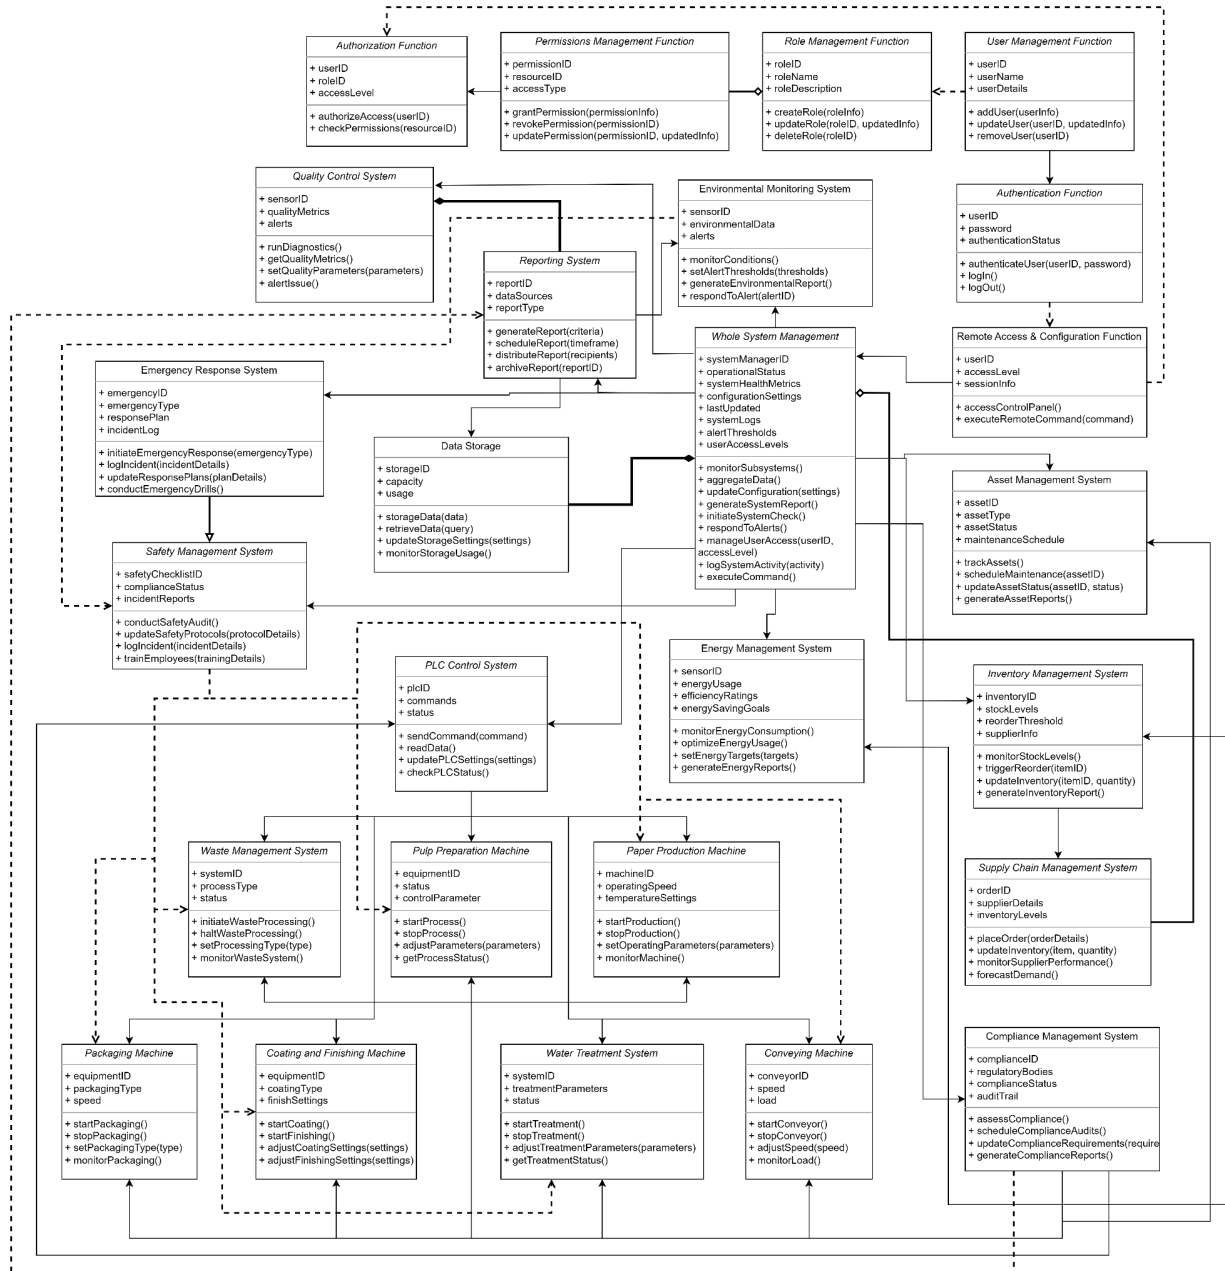 Authorization Function
+ userID
+ roleID
+ accessLevel
+ authorizeAccess(userID)
+ checkPermissions(resourceID)
Permissions Management Function
+ permissionID
+ resourceID
+ accessType
+ grantPermission(permissionInfo)
+ revokePermission(permissionID)
+ updatePermission(permissionID, updatedInfo)
Role Management Function
+ roleID
+ roleName
+ roleDescription
+ createRole(roleInfo)
+ updateRole(roleID, updatedInfo)
+ deleteRole(roleID)
User Management Function
+ userID
+ userName
+ userDetails
+ addUser(userInfo)
+ updateUser(userID, updatedInfo)
+ removeUser(userID)
Quality Control System
+ sensorID
+ qualityMetrics
+ alerts
+ runDiagnostics()
+ getQualityMetrics()
+ setQualityParameters(parameters)
+ alertIssue()
Environmental Monitoring System
+ sensorID
+ environmentalData
+ alerts
+ monitorConditions()
+ setAlertThresholds(thresholds)
+ generateEnvironmentalReport()
+ respondToAlert(alertID)
Authentication Function
+ userID
+ password
+ authenticationStatus
+ authenticateUser(userID, password)
+ logIn()
+ logOut()
Reporting System
+ reportID
+ dataSources
+ reportType
+ generateReport(criteria)
+ scheduleReport(timeframe)
+ distributeReport(recipients)
+ archiveReport(reportID)
Whole System Management
+ systemManagerID
+ operationalStatus
+ systemHealthMetrics
+ configurationSettings
+ lastUpdated
+ systemLogs
+ alertThresholds
+ userAccessLevels
+ monitorSubsystems()
+ aggregateData()
+ updateConfiguration(settings)
+ generateSystemReport()
+ initiateSystemCheck()
+ respondToAlerts()
+ manageUserAccess(userID,
accessLevel)
+ logSystemActivity(activity)
+ executeCommand()
Remote Access & Configuration Function
+ userID
+ accessLevel
+ sessionInfo
+ accessControlPanel()
+ executeRemoteCommand(command)
Emergency Response System
+ emergencyID
+ emergencyType
+ responsePlan
+ incidentLog
+ initiateEmergencyResponse(emergencyType)
+ logIncident(incidentDetails)
+ updateResponsePlans(planDetails)
+ conductEmergencyDrills()
Data Storage
+ storageID
+ capacity
+ usage
+ storageData(data)
+ retrieveData(query)
+ updateStorageSettings(settings)
+ monitorStorageUsage()
Asset Management System
+ assetID
+ assetType
+ assetStatus
+ maintenanceSchedule
+ trackAssets()
+ scheduleMaintenance(assetID)
+ updateAssetStatus(assetID, status)
+ generateAssetReports()
Safety Management System
+ safetyChecklistID
+ complianceStatus
+ incidentReports
+ conductSafetyAudit()
+ updateSafetyProtocols(protocolDetails)
+ logIncident(incidentDetails)
+ trainEmployees(trainingDetails)
PLC Control System
+ plcID
+ commands
+ status
+ sendCommand(command)
+ readData()
+ updatePLCSettings(settings)
+ checkPLCStatus()
Energy Management System
+ sensorID
+ energyUsage
+ efficiencyRatings
+ energySavingGoals
+ monitorEnergyConsumption()
+ optimizeEnergyUsage()
+ setEnergyTargets(targets)
+ generateEnergyReports()
Inventory Management System
+ inventoryID
+ stockLevels
+ reorderThreshold
+ supplierInfo
+ monitorStockLevels()
+ triggerReorder(itemID)
+ updateInventory(itemID, quantity)
+ generateInventoryReport()
Waste Management System
+ systemID
+ processType
+ status
+ initiateWasteProcessing()
+ haltWasteProcessing()
+ setProcessingType(type)
+ monitorWasteSystem()
Pulp Preparation Machine
+ equipmentID
+ status
+ controlParameter
+ startProcess()
+ stopProcess()
+ adjustParameters(parameters)
+ getProcessStatus()
Paper Production Machine
+ machineID
+ operatingSpeed
+ temperatureSettings
+ startProduction()
+ stopProduction()
+ setOperatingParameters(parameters)
+ monitorMachine()
Supply Chain Management System
+ orderID
+ supplierDetails
+ inventoryLevels
+ placeOrder(orderDetails)
+ updateInventory(item, quantity)
+ monitorSupplierPerformance()
+ forecastDemand()
Packaging Machine
+ equipmentID
+ packagingType
+ speed
+ startPackaging()
+ stopPackaging()
+ setPackagingType(type)
+ monitorPackaging()
Coating and Finishing Machine
+ equipmentID
+ coatingType
+ finishSettings
+ startCoating()
+ startFinishing()
+ adjustCoatingSettings(settings)
+ adjustFinishingSettings(settings)
Water Treatment System
+ systemID
+ treatmentParameters
+ status
+ startTreatment()
+ stopTreatment()
+ adjustTreatmentParameters(parameters)
+ getTreatmentStatus()
Conveying Machine
+ conveyorID
+ speed
+ load
+ startConveyor()
+ stopConveyor()
+ adjustSpeed(speed)
+ monitorLoad()
Compliance Management System
+ complianceID
+ regulatoryBodies
+ complianceStatus
+ auditTrail
+ assessCompliance()
+ scheduleComplianceAudits()
+ updateComplianceRequirements(require
+ generateComplianceReports()